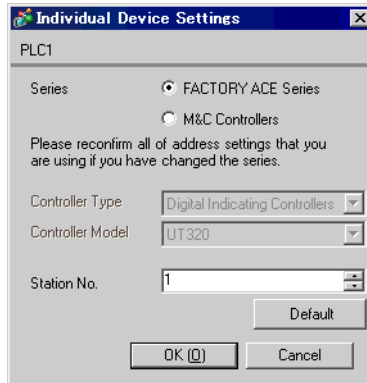 Individual Device Settings
PLC1
Series
FACTORY ACE Series
M&C Controllers
Please reconfirm all of address settings that you
are using if you have changed the series.
Controller Type
Digital Indicating Controllers
Controller Model
UT320
Station No.
1
Default
OK (O)
Cancel